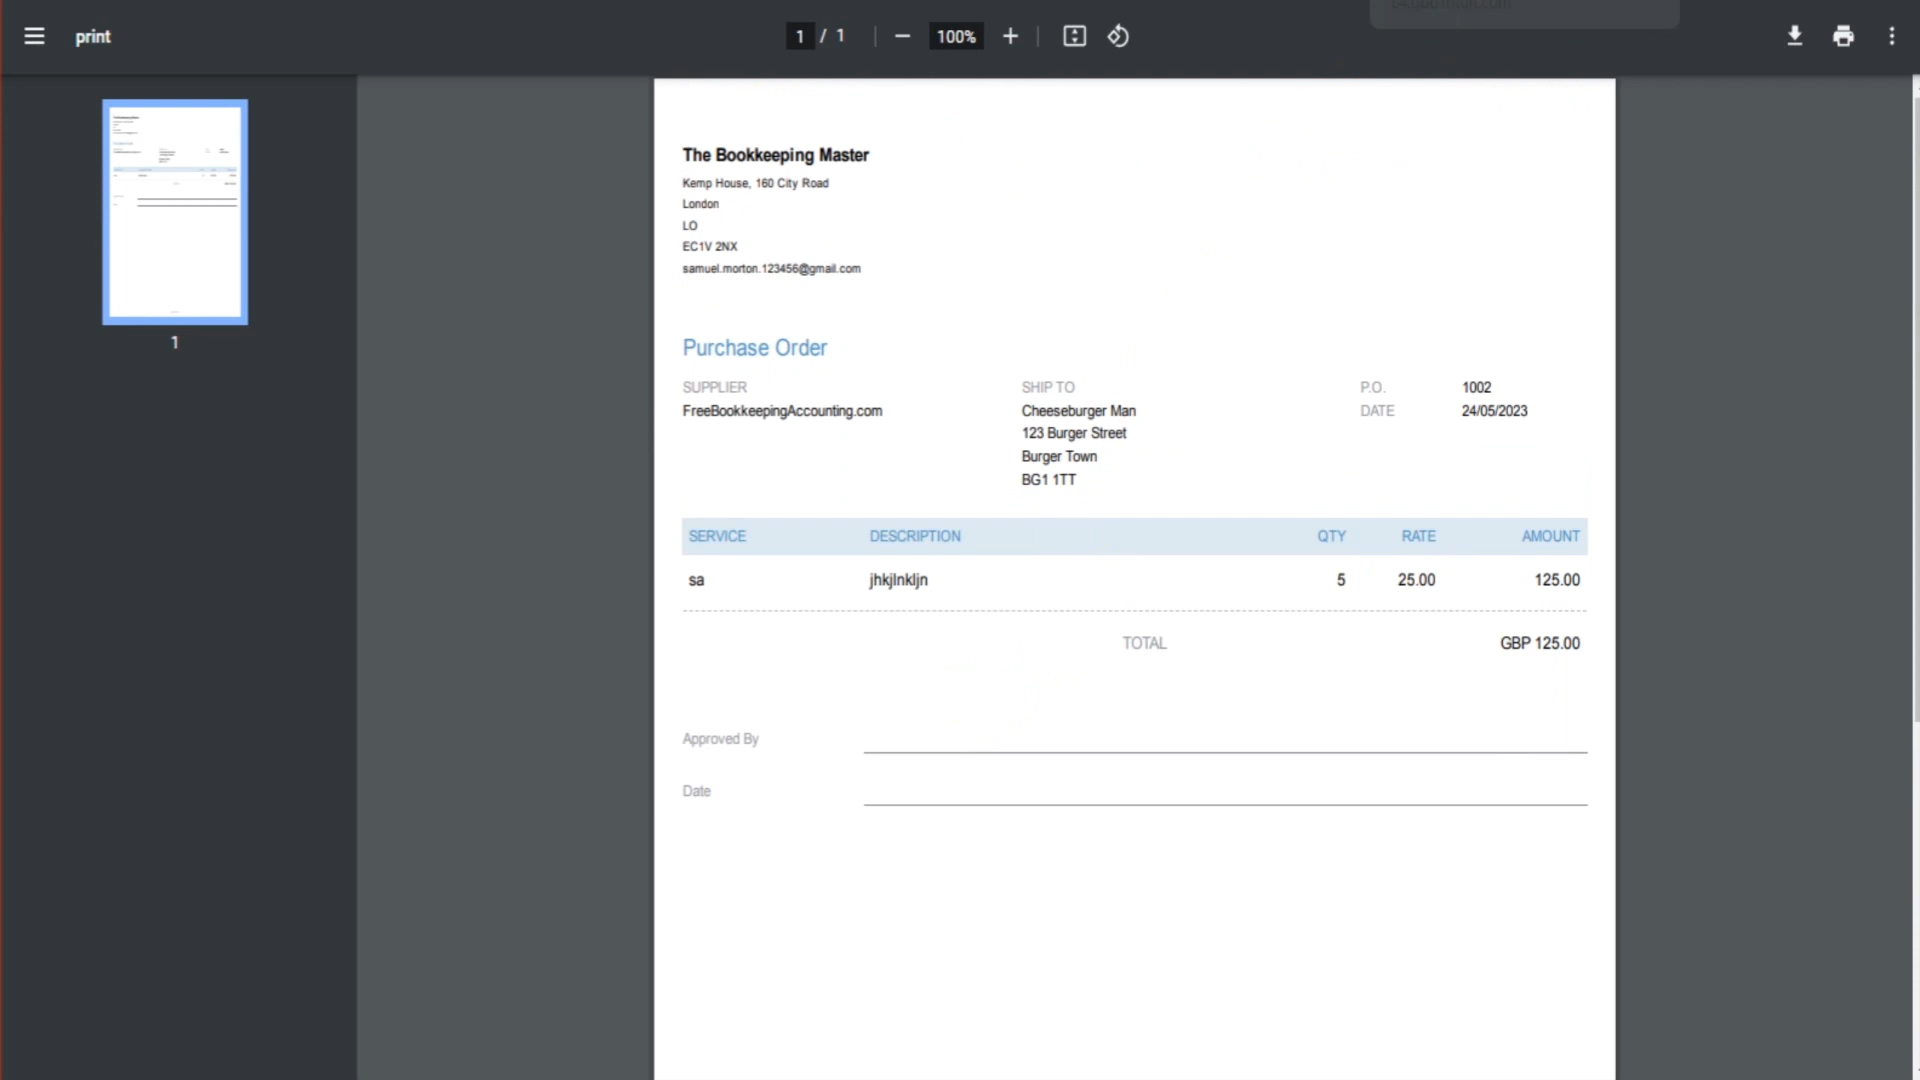 print
1 / 1
100%
1
The Bookkeeping Master
Kemp House, 160 City Road
London
LO
EC1V 2NX
samuel.morton.123456@gmail.com
Purchase Order
SUPPLIER
FreeBookkeepingAccounting.com
SHIP TO
Cheeseburger Man
123 Burger Street
Burger Town
BG1 1TT
P.O. 1002
DATE 24/05/2023
SERVICE DESCRIPTION QTY RATE AMOUNT
sa jhkjlnkljn 5 25.00 125.00
TOTAL GBP 125.00
Approved By
Date